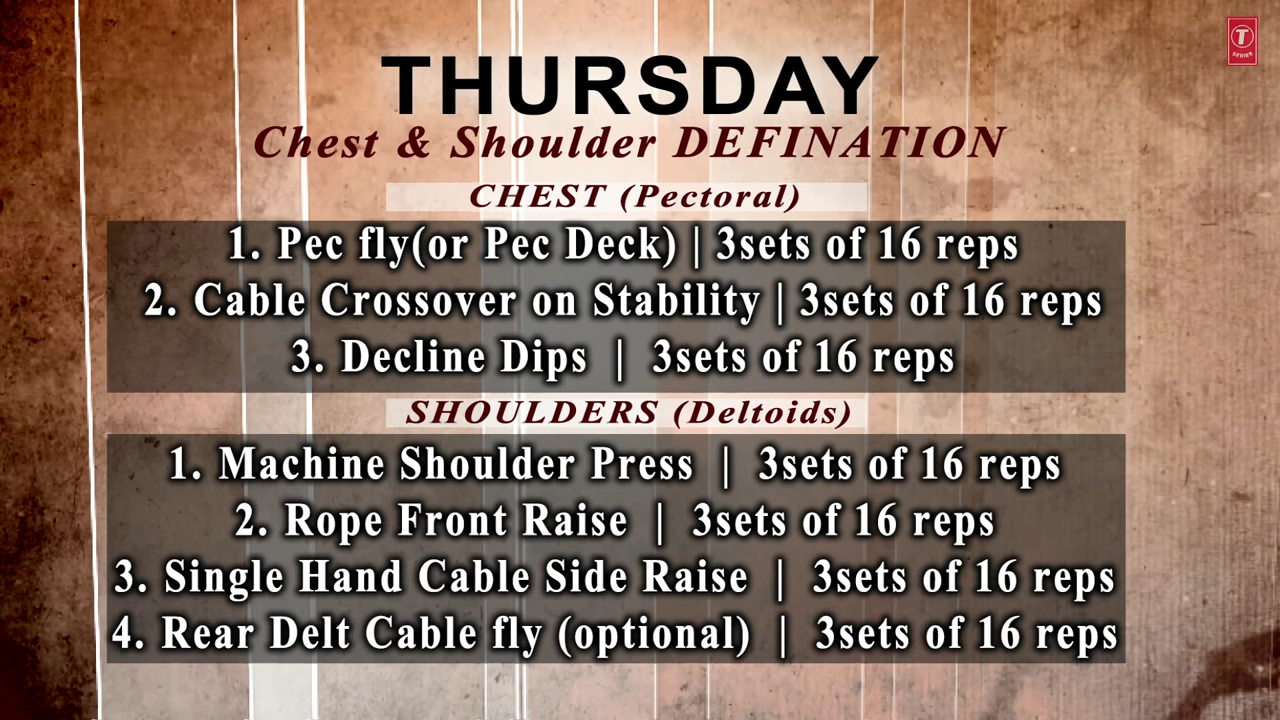 THURSDAY
Chest & Shoulder DEFINATION
CHEST (Pectoral)
1. Pec fly(or Pec Deck) | 3sets of 16 reps
2. Cable Crossover on Stability | 3sets of 16 reps
3. Decline Dips | 3sets of 16 reps
SHOULDERS (Deltoids)
1. Machine Shoulder Press | 3sets of 16 reps
2. Rope Front Raise | 3sets of 16 reps
3. Single Hand Cable Side Raise | 3sets of 16 reps
4. Rear Delt Cable fly (optional) | 3sets of 16 reps
T
SERIES